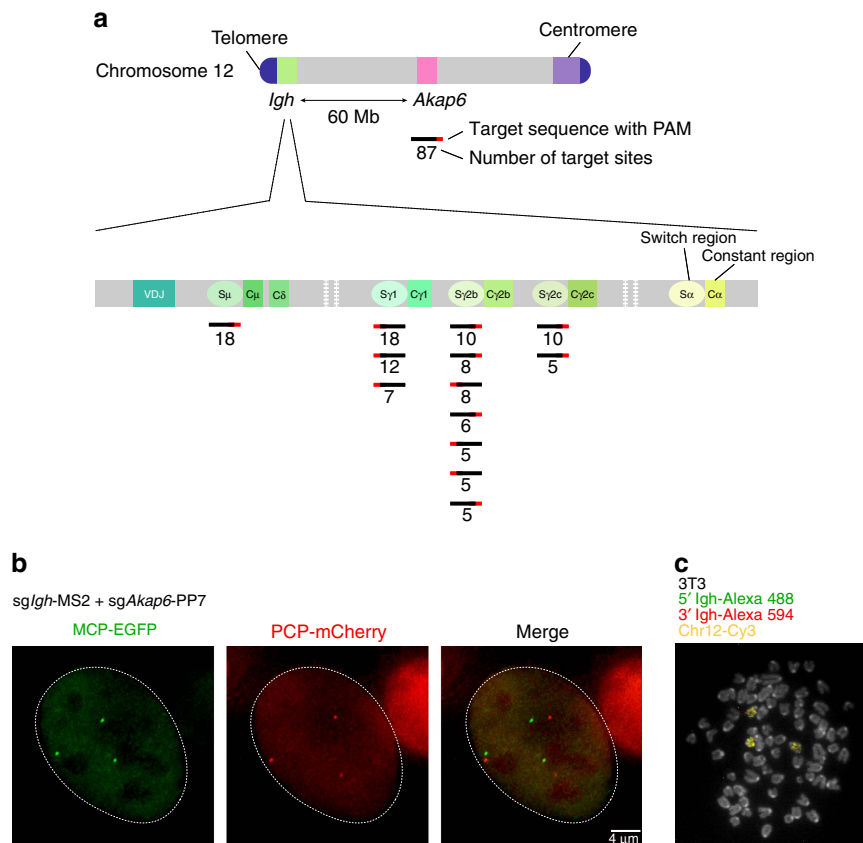 a
Telomere
Centromere
Chromosome 12
Igh
Akap6
60 Mb
Target sequence with PAM
87
Number of target sites
Switch region
Constant region
VDJ
Sμ
Cμ
Cδ
Sγ1
Cγ1
Sγ2b
Cγ2b
Sγ2c
Cγ2c
Sα
Cα
18
18
10
10
12
8
5
7
8
6
5
5
5
b
sgIgh-MS2 + sgAkap6-PP7
MCP-EGFP
PCP-mCherry
Merge
4 μm
c
3T3
5′ Igh-Alexa 488
3′ Igh-Alexa 594
Chr12-Cy3